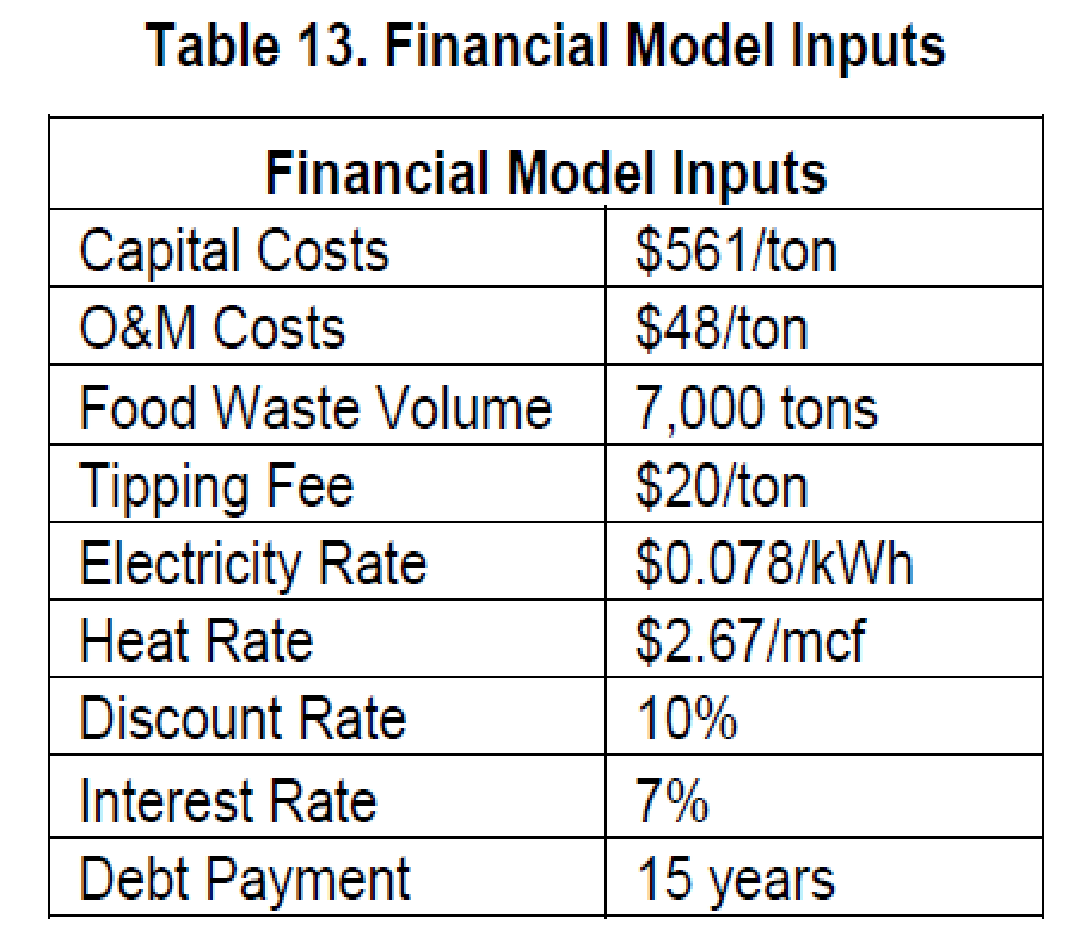 Table 13. Financial Model Inputs
Financial Model Inputs
Capital Costs $561/ton
O&M Costs $48/ton
Food Waste Volume 7,000 tons
Tipping Fee $20/ton
Electricity Rate $0.078/kWh
Heat Rate $2.67/mcf
Discount Rate 10%
Interest Rate 7%
Debt Payment 15 years